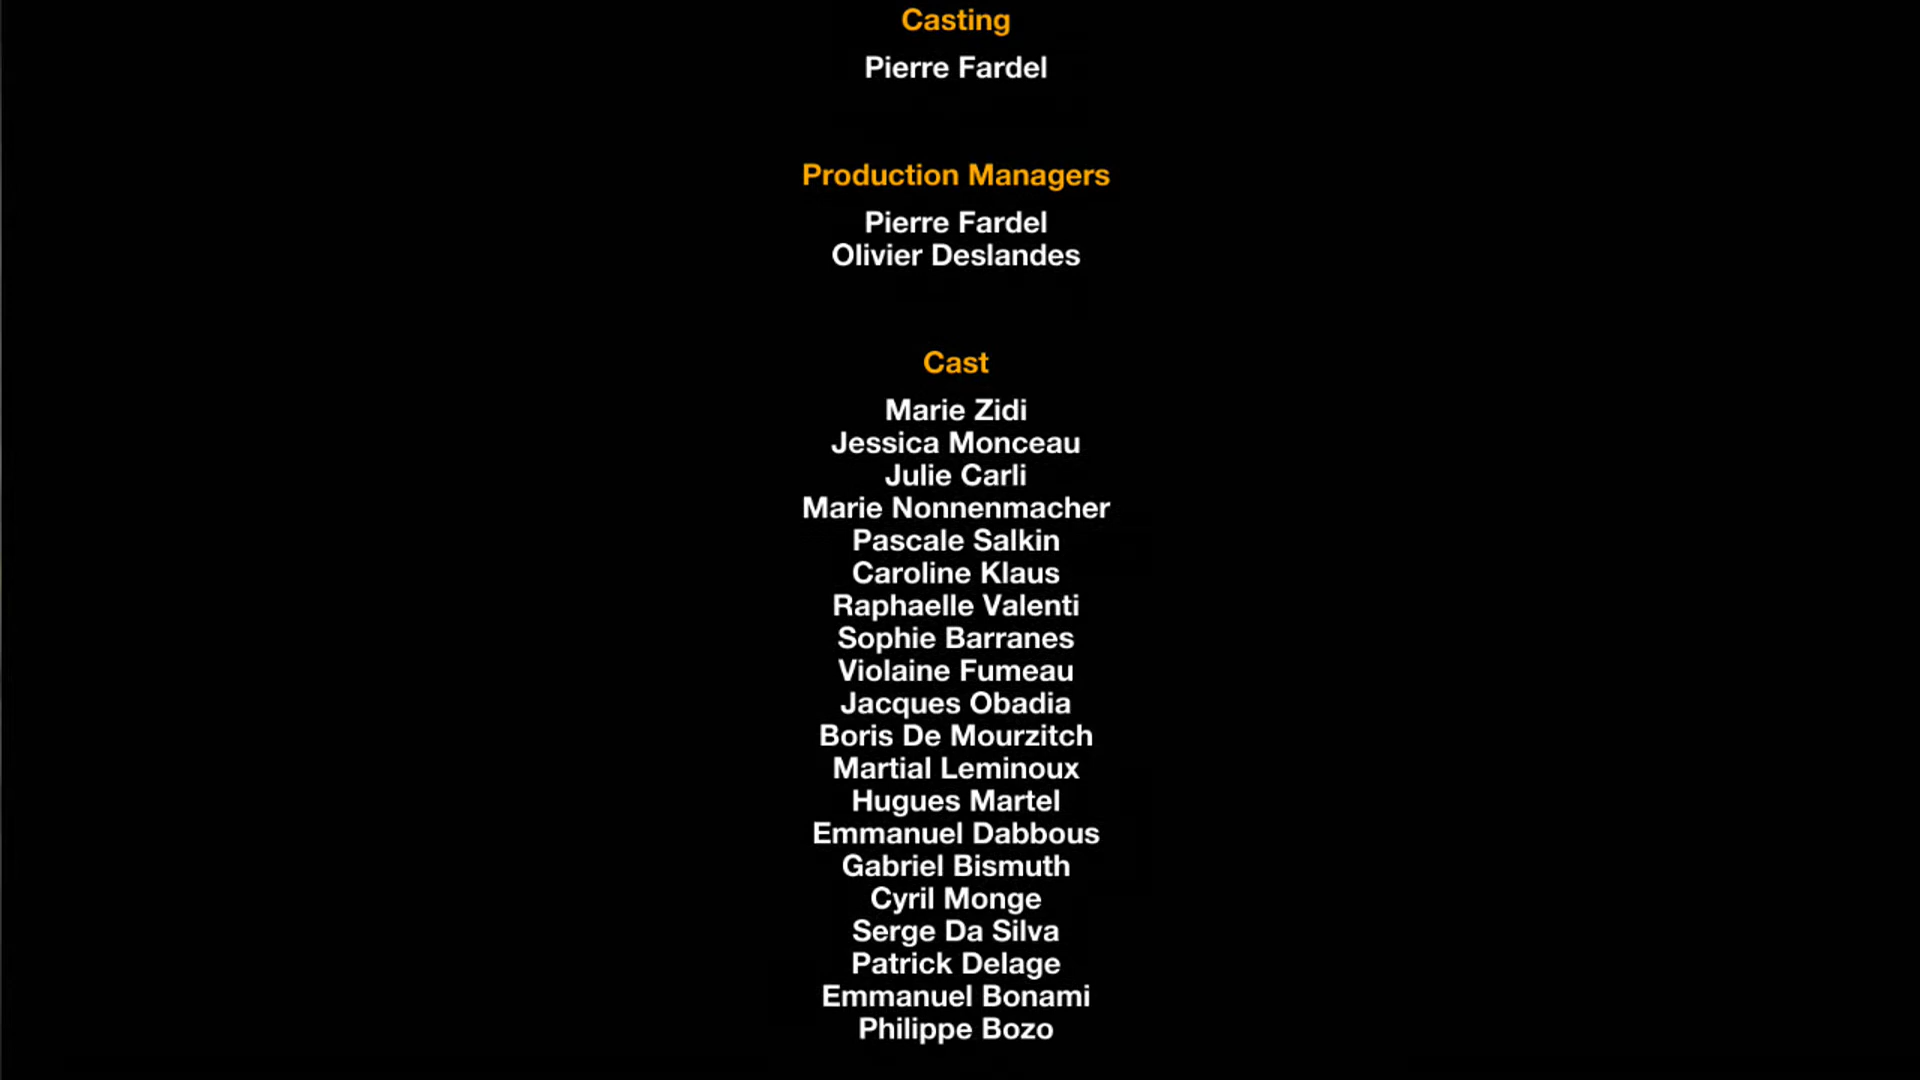 Casting
Pierre Fardel
Production Managers
Pierre Fardel
Olivier Deslandes
Cast
Marie Zidi
Jessica Monceau
Julie Carli
Marie Nonnenmacher
Pascale Salkin
Caroline Klaus
Raphaelle Valenti
Sophie Barranes
Violaine Fumeau
Jacques Obadia
Boris De Mourzitch
Martial Leminoux
Hugues Martel
Emmanuel Dabbous
Gabriel Bismuth
Cyril Monge
Serge Da Silva
Patrick Delage
Emmanuel Bonami
Philippe Bozo